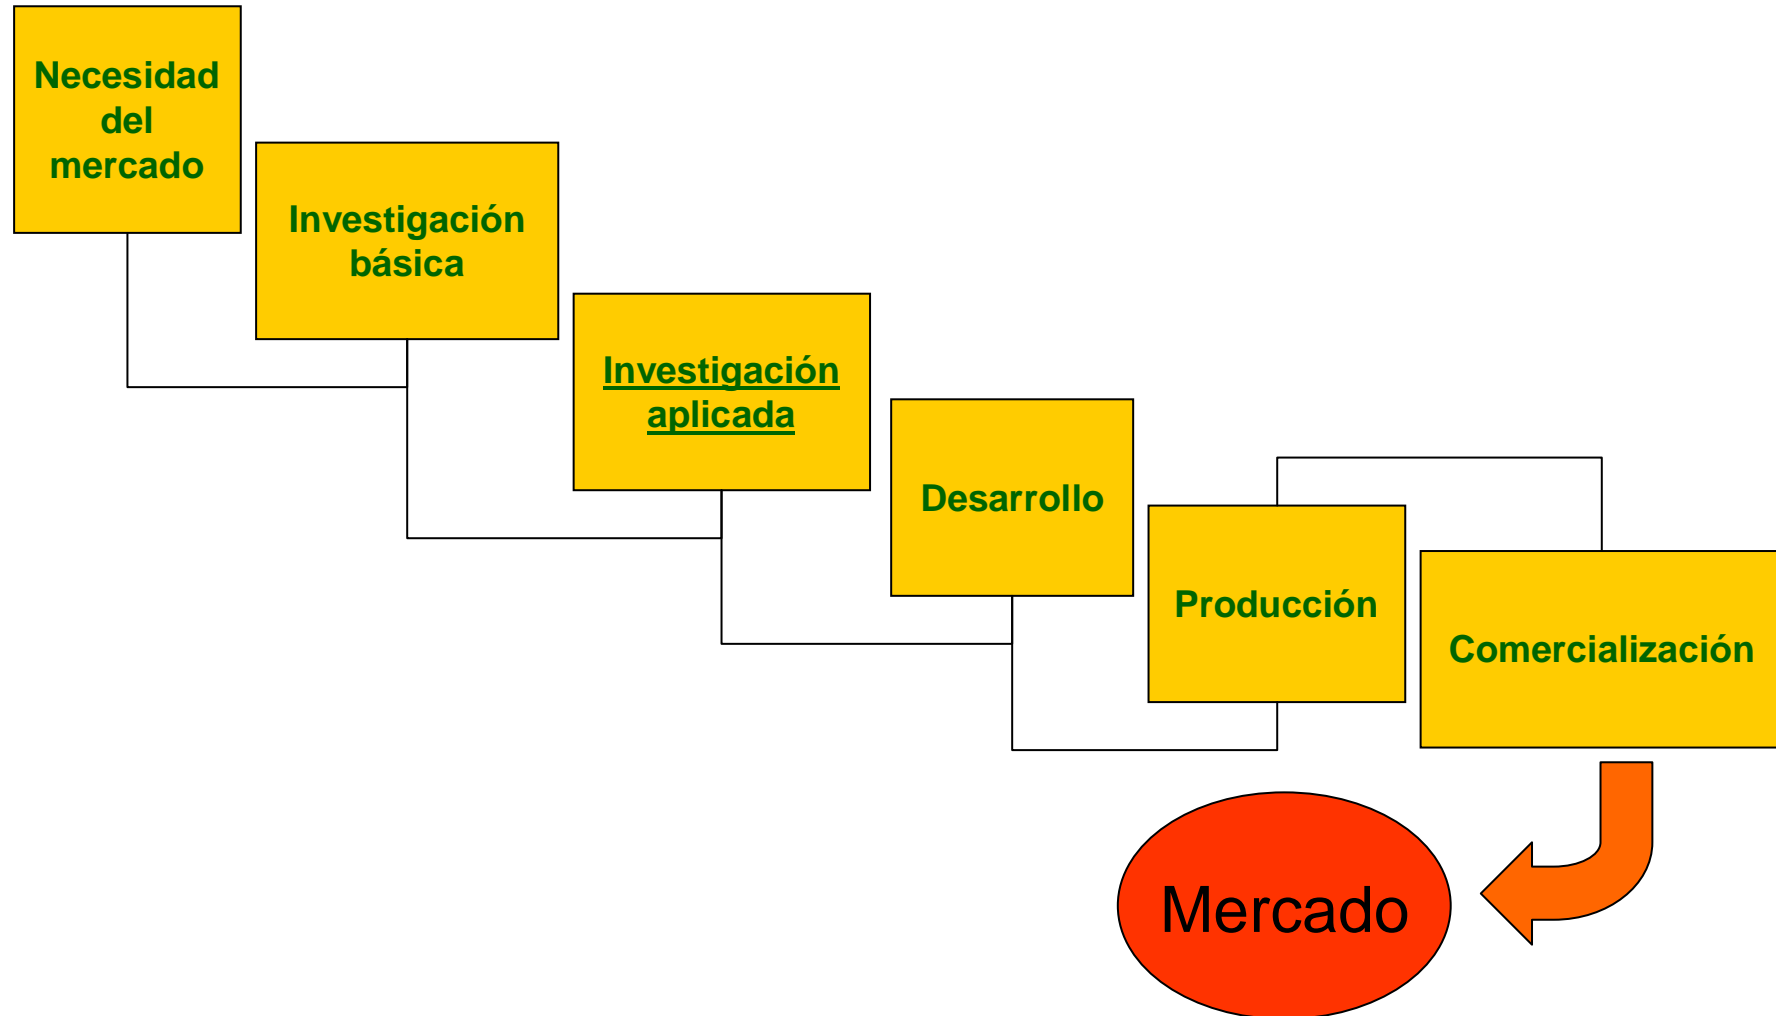 Necesidad
del
mercado
Investigación
básica
Investigación
aplicada
Desarrollo
Producción
Comercialización
Mercado